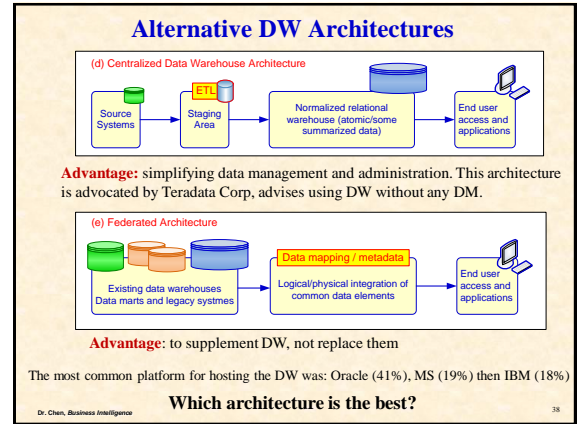 Alternative DW Architectures
(d) Centralized Data Warehouse Architecture
ETL
Source
Systems
Staging
Area
Normalized relational
warehouse (atomic/some
summarized data)
End user
access and
applications
Advantage: simplifying data management and administration. This architecture
is advocated by Teradata Corp, advises using DW without any DM.
(e) Federated Architecture
Existing data warehouses
Data marts and legacy systmes
Data mapping / metadata
Logical/physical integration of
common data elements
End user
access and
applications
Advantage: to supplement DW, not replace them
The most common platform for hosting the DW was: Oracle (41%), MS (19%) then IBM (18%)
Which architecture is the best?
Dr. Chen, Business Intelligence
38